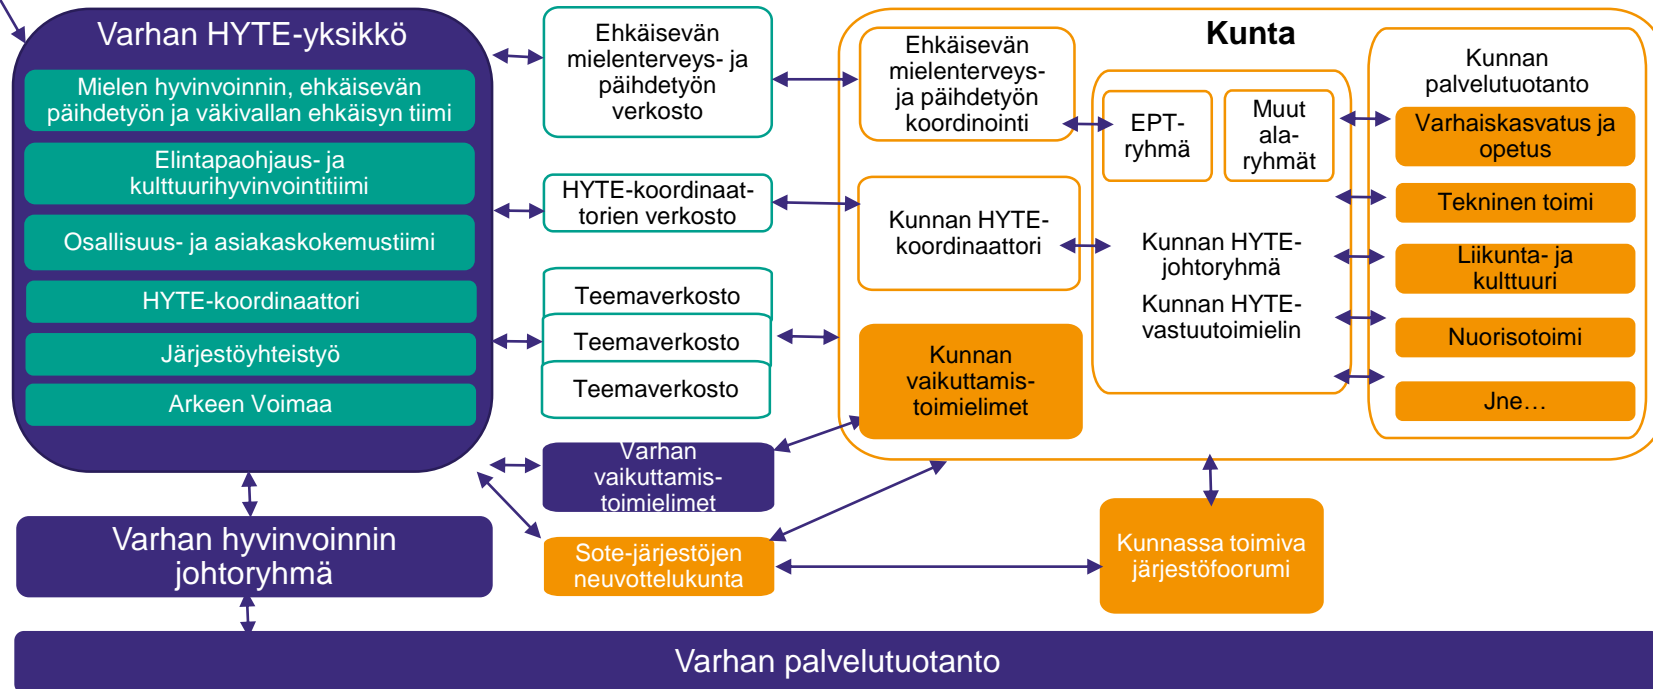 Varhan HYTE-yksikkö
Mielen hyvinvoinnin, ehkäisevän
päihdetyön ja väkivallan ehkäisyn tiimi
Elintapaohjaus- ja
kulttuurihyvinvointitiimi
Osallisuus- ja asiakaskokemustiimi
HYTE-koordinaattori
Järjestöyhteistyö
Arkeen Voimaa
Varhan hyvinvoinnin
johtoryhmä
Ehkäisevän
mielenterveys- ja
päihdetyön
verkosto
HYTE-koordinaat-
torien verkosto
Teemaverkosto
Teemaverkosto
Teemaverkosto
Varhan
vaikuttamis-
toimielimet
Sote-järjestöjen
neuvottelukunta
Kunta
Ehkäisevän
mielenterveys-
ja päihdetyön
koordinointi
Kunnan HYTE-
koordinaattori
Kunnan
vaikuttamis-
toimielimet
EPT-
ryhmä
Muut
ala-
ryhmät
Kunnan HYTE-
johtoryhmä
Kunnan HYTE-
vastuutoimielin
Kunnan
palvelutuotanto
Varhaiskasvatus ja
opetus
Tekninen toimi
Liikunta- ja
kulttuuri
Nuorisotoimi
Jne…
Kunnassa toimiva
järjestöfoorumi
Varhan palvelutuotanto